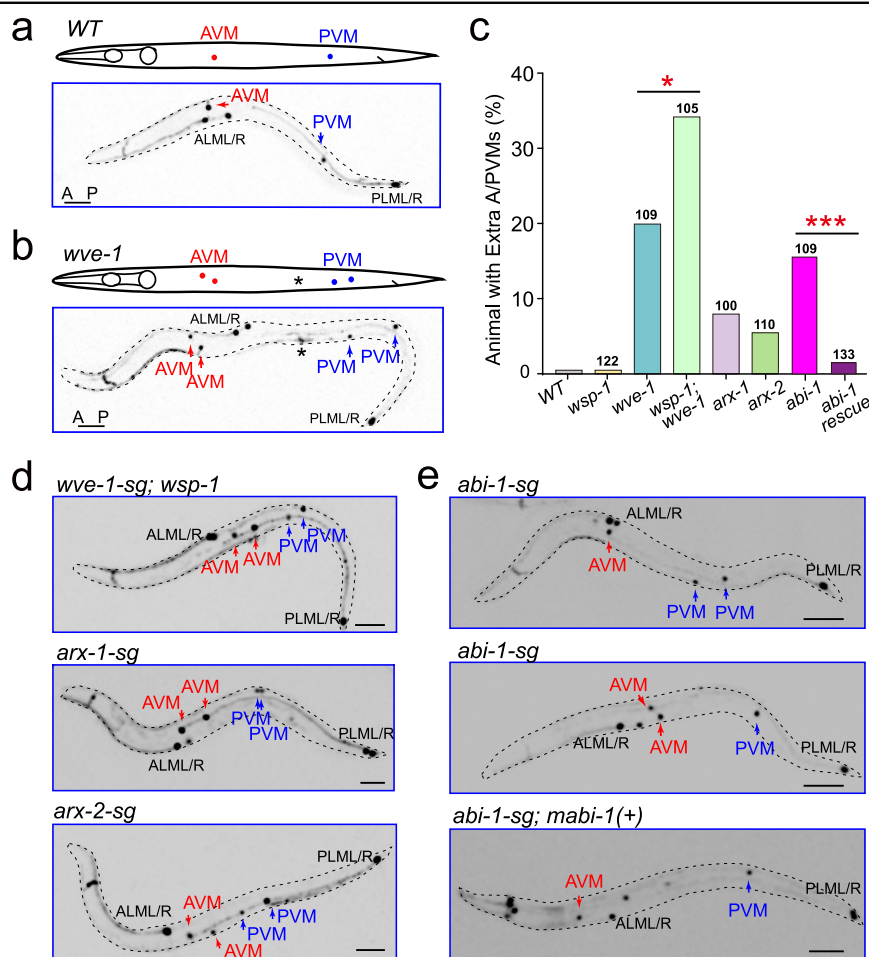 a
WT
AVM
PVM
AVM
PVM
ALML/R
A P
PLML/R
b
wve-1
AVM
PVM
*
ALML/R
AVM
AVM
*
PVM
PVM
A P
PLML/R
c
Animal with Extra A/PVMs (%)
40
30
20
10
0
*
105
109
***
109
100
110
122
133
WT
wsp-1
wve-1
wsp-1;
wve-1
arx-1
arx-2
abi-1
abi-1
rescue
d
wve-1-sg; wsp-1
ALML/R
AVM
AVM
PVM
PVM
PLML/R
arx-1-sg
AVM
AVM
PVM
PVM
ALML/R
PLML/R
arx-2-sg
PLML/R
ALML/R
AVM
AVM
PVM
PVM
e
abi-1-sg
ALML/R
AVM
PVM
PVM
PLML/R
abi-1-sg
AVM
AVM
ALML/R
PVM
PLML/R
abi-1-sg; mabi-1(+)
AVM
ALML/R
PVM
PLML/R